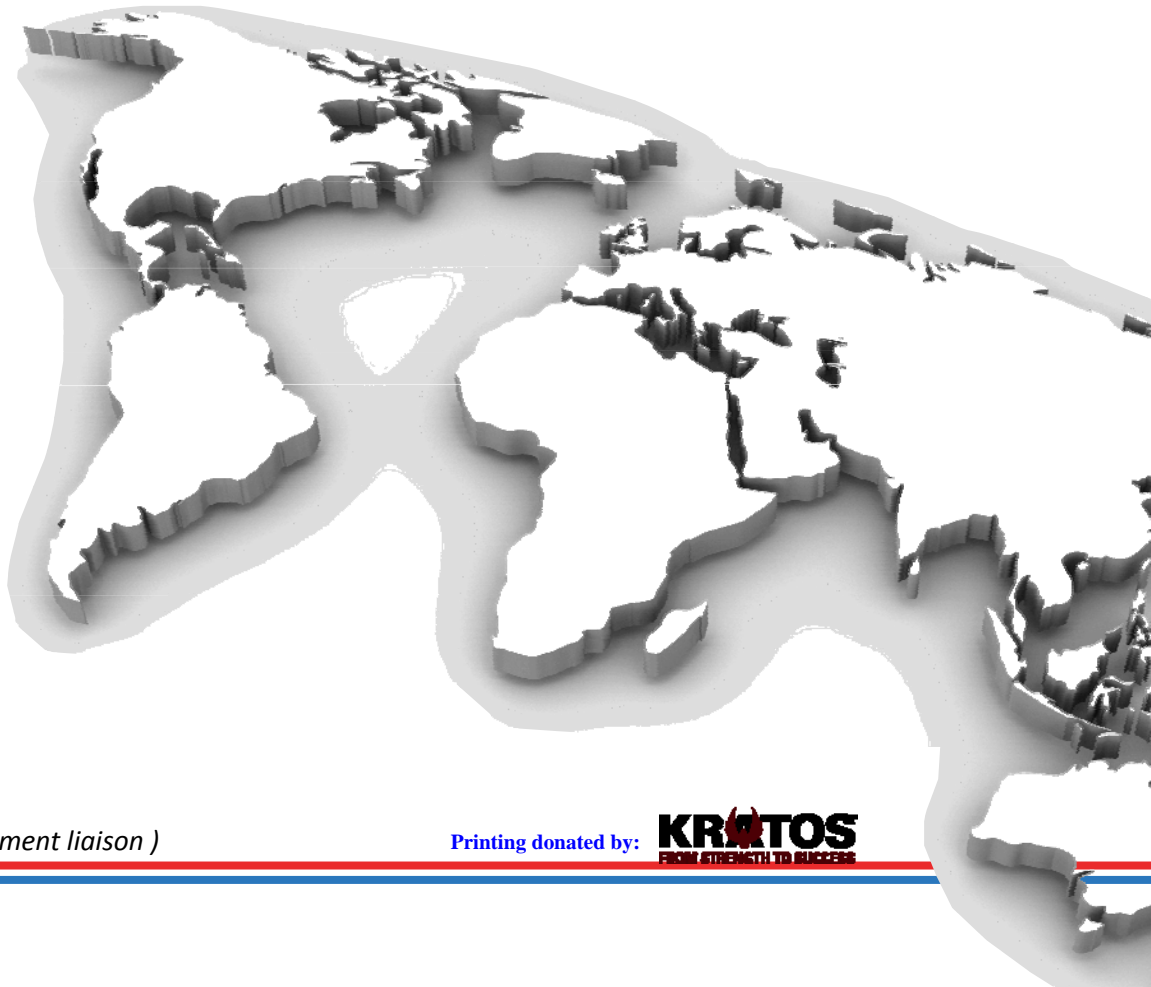 ment liaison )
Printing donated by:
KRATOS
FROM STRENGTH TO SUCCESS